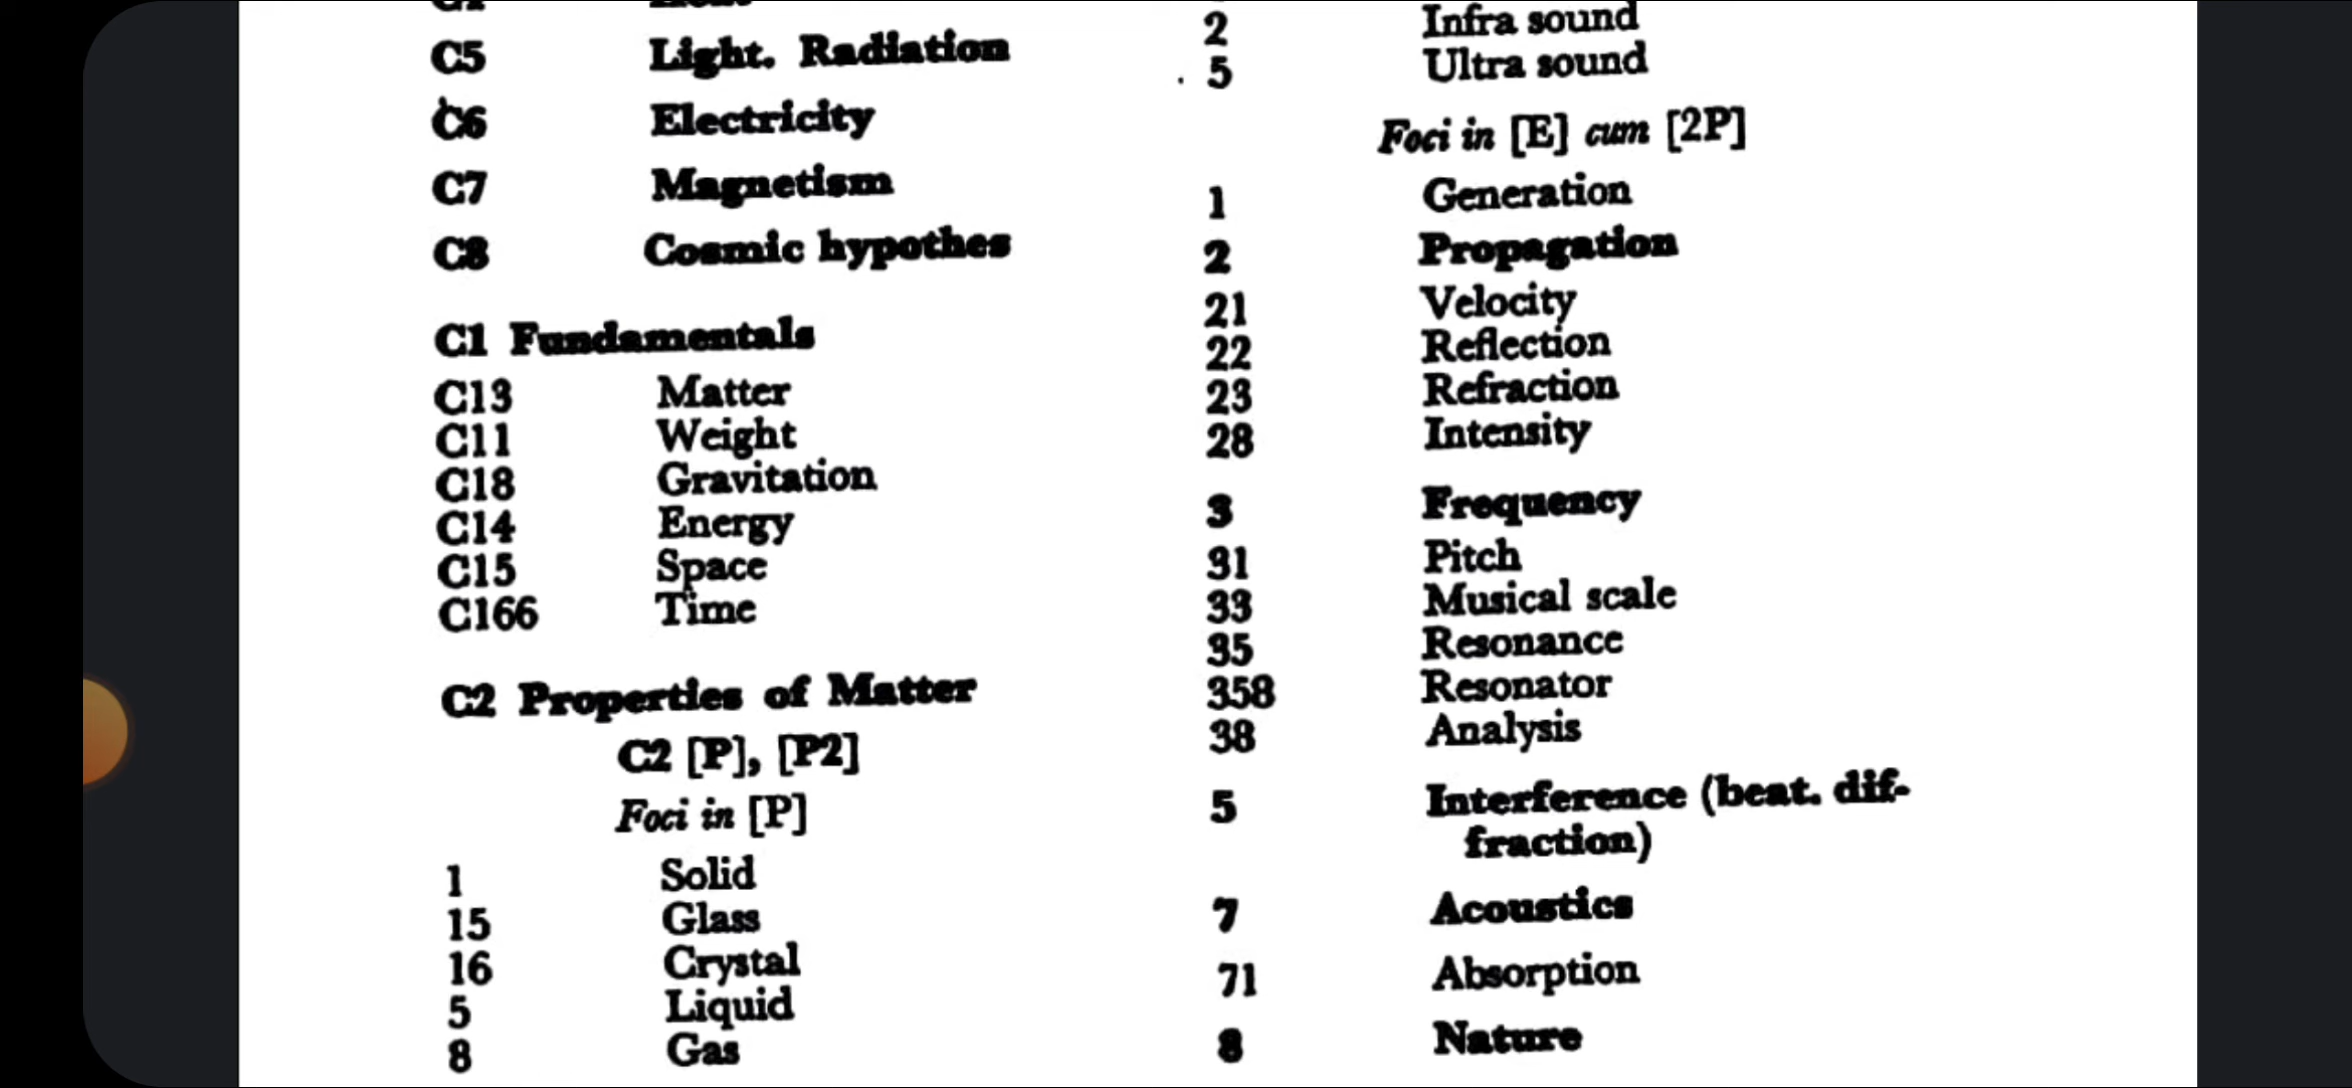 C5 Light. Radiation
C6 Electricity
C7 Magnetism
C8 Cosmic hypothes
C1 Fundamentals
C13 Matter
C11 Weight
C18 Gravitation
C14 Energy
C15 Space
C166 Time
C2 Properties of Matter
C2 [P], [P2]
Foci in [P]
1 Solid
15 Glass
16 Crystal
5 Liquid
8 Gas
2 Infra sound
5 Ultra sound
Foci in [E] cum [2P]
1 Generation
2 Propagation
21 Velocity
22 Reflection
23 Refraction
28 Intensity
3 Frequency
31 Pitch
33 Musical scale
35 Resonance
358 Resonator
38 Analysis
5 Interference (beat. dif-
fraction)
7 Acoustics
71 Absorption
8 Nature